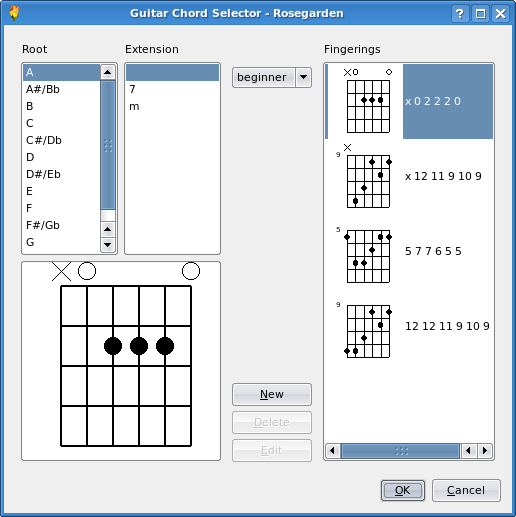 Guitar Chord Selector - Rosegarden
Root
Extension
Fingerings
A
A#/Bb
B
C
C#/Db
D
D#/Eb
E
F
F#/Gb
G
7
m
beginner
x 0 2 2 2 0
9
x 12 11 9 10 9
5
5 7 7 6 5 5
9
12 12 11 9 10 9
New
Delete
Edit
OK
Cancel